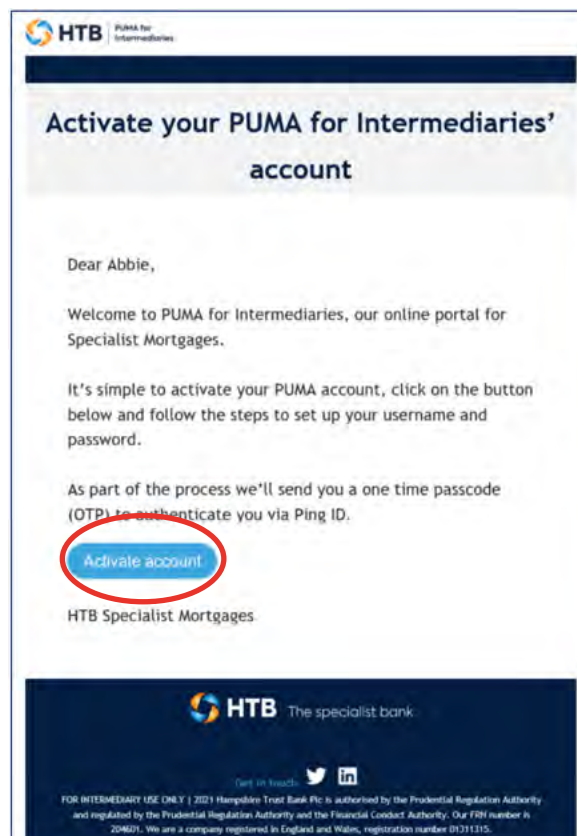 HTB PUMA for
Intermediaries
Activate your PUMA for Intermediaries’
account
Dear Abbie,
Welcome to PUMA for Intermediaries, our online portal for
Specialist Mortgages.
It’s simple to activate your PUMA account, click on the button
below and follow the steps to set up your username and
password.
As part of the process we’ll send you a one time passcode
(OTP) to authenticate you via Ping ID.
Activate account
HTB Specialist Mortgages
HTB The specialist bank
Get in touch:
FOR INTERMEDIARY USE ONLY | 2021 Hampshire Trust Bank Plc is authorised by the Prudential Regulation Authority
and regulated by the Prudential Regulation Authority and the Financial Conduct Authority. Our FRN number is
204601. We are a company registered in England and Wales, registration number 01311315.